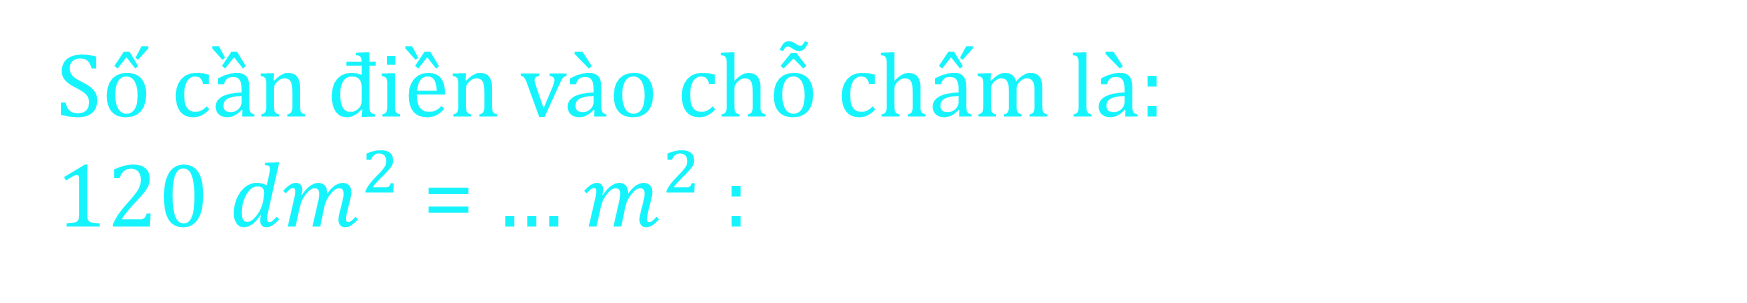 Số cần điền vào chỗ chấm là:
120 dm² = ... m² :